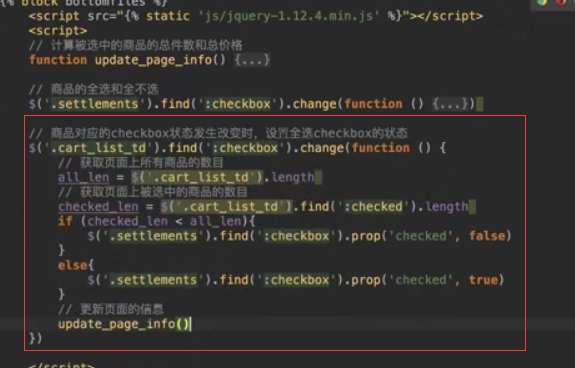 {% block bottomfiles %}
<script src="{% static 'js/jquery-1.12.4.min.js' %}"></script>
<script>
// 计算被选中的商品的总件数和总价格
function update_page_info() {...}
// 商品的全选和全不选
$('.settlements').find(':checkbox').change(function () {...})
// 商品对应的checkbox状态发生改变时，设置全选checkbox的状态
$('.cart_list_td').find(':checkbox').change(function () {
// 获取页面上所有商品的数目
all_len = $('.cart_list_td').length
// 获取页面上被选中的商品的数目
checked_len = $('.cart_list_td').find(':checked').length
if (checked_len < all_len){
$('.settlements').find(':checkbox').prop('checked', false)
}
else{
$('.settlements').find(':checkbox').prop('checked', true)
}
// 更新页面的信息
update_page_info()
})
</script>